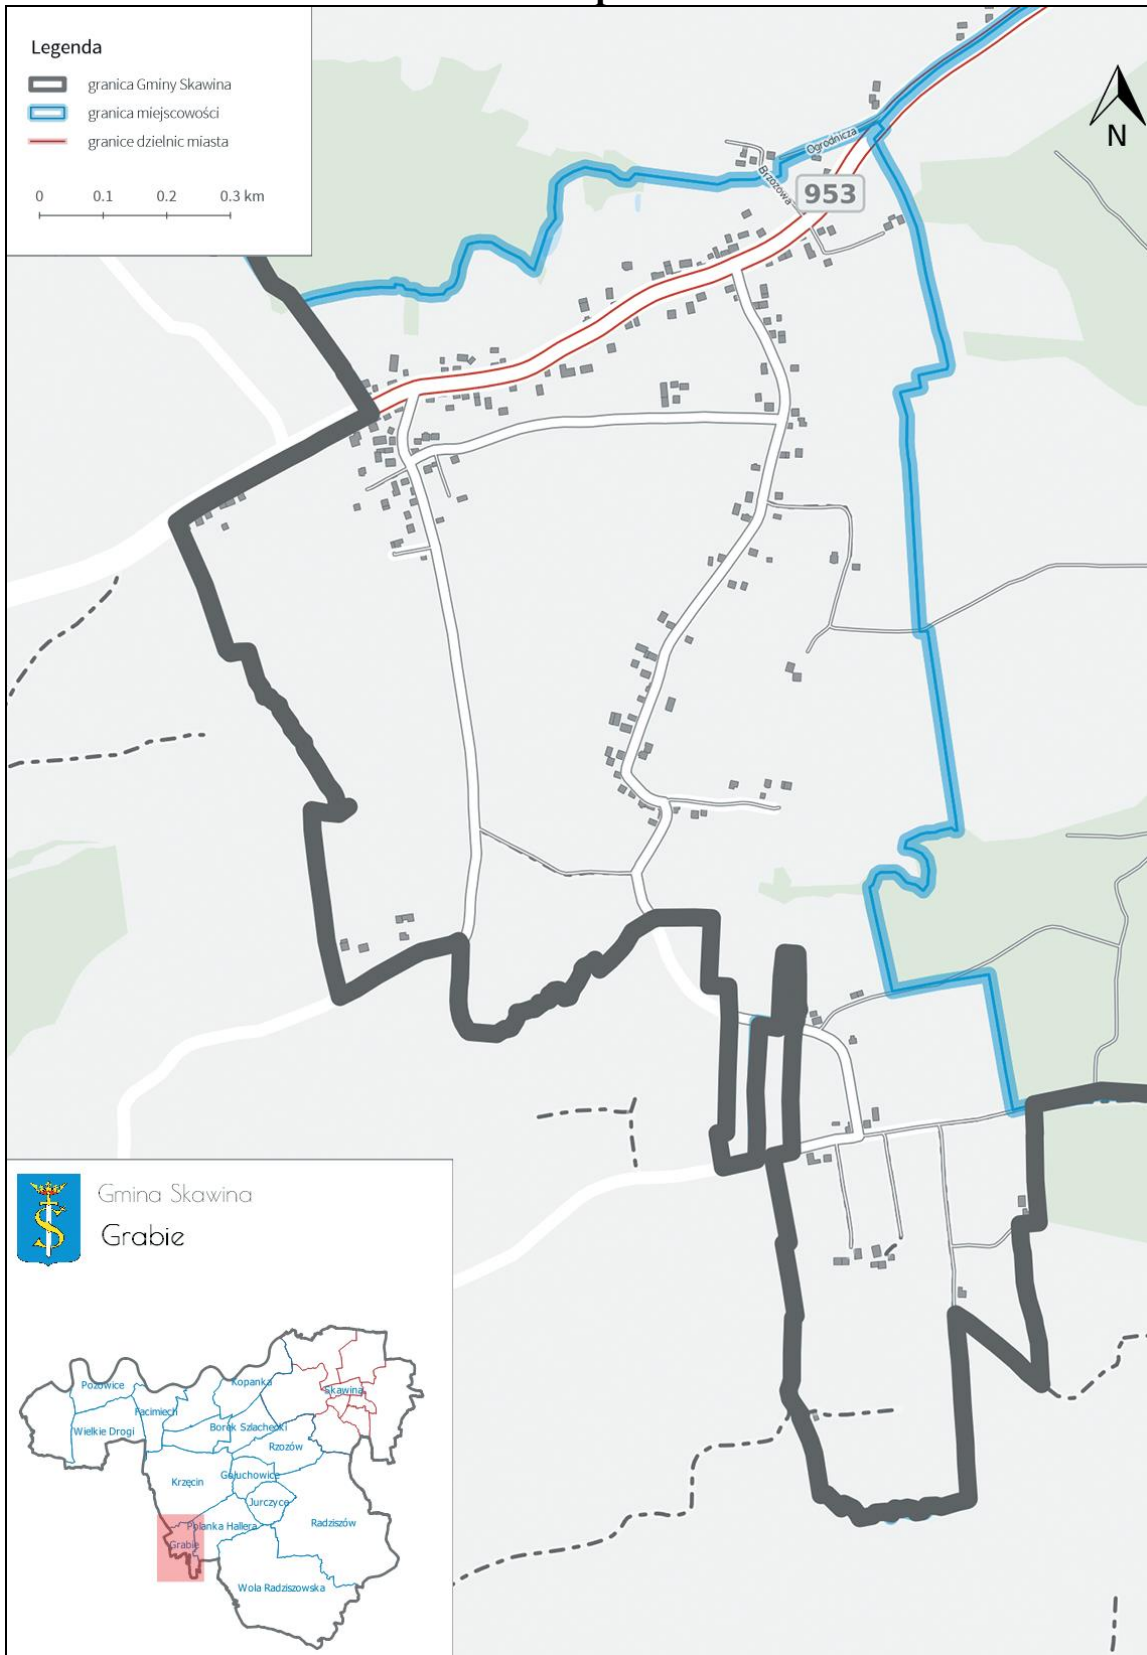 Legenda
granica Gminy Skawina
granica miejscowości
granice dzielnic miasta
0 0.1 0.2 0.3 km
N
Ogrodnicza
Brzozowa
953
Gmina Skawina
Grabie
Pozowice
Facimiech
Wielkie Drogi
Kopanka
Skawina
Borek Szlachecki
Rzozów
Krzęcin
Gołuchowice
Jurczyce
Polanka Hallera
Radziszów
Grabie
Wola Radziszowska